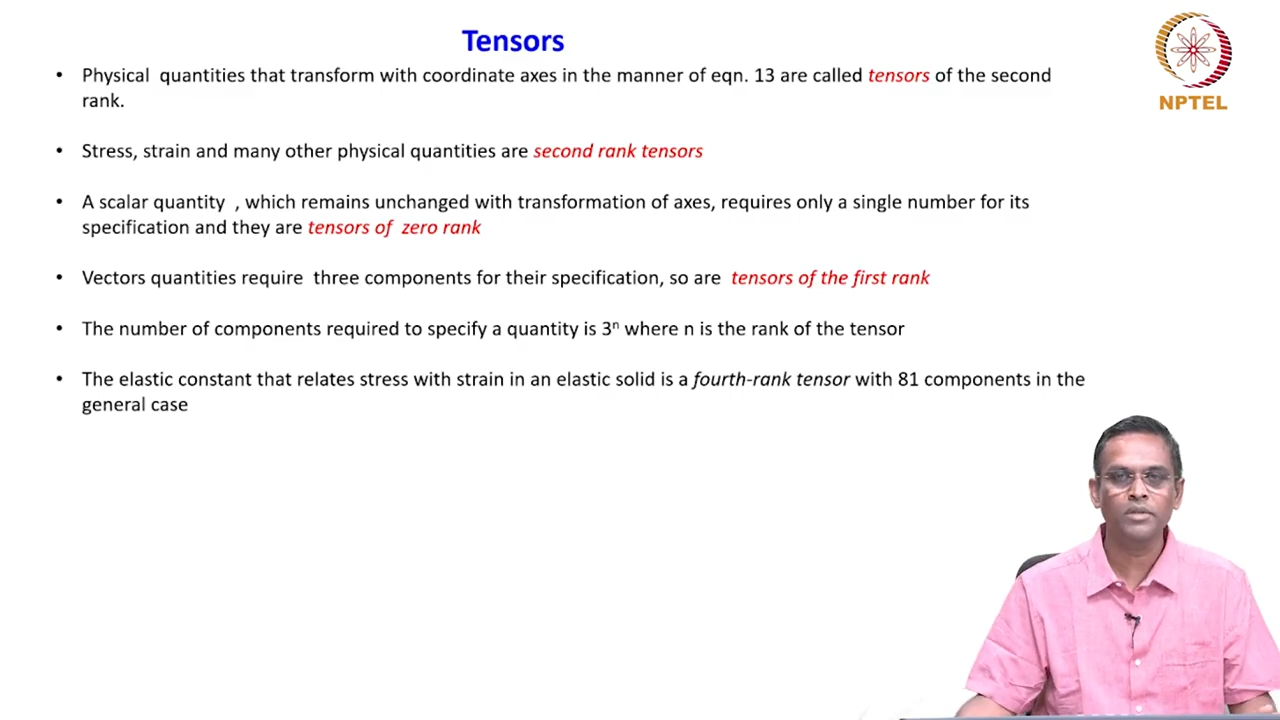 Tensors
NPTEL
• Physical quantities that transform with coordinate axes in the manner of eqn. 13 are called tensors of the second
rank.
• Stress, strain and many other physical quantities are second rank tensors
• A scalar quantity , which remains unchanged with transformation of axes, requires only a single number for its
specification and they are tensors of zero rank
• Vectors quantities require three components for their specification, so are tensors of the first rank
• The number of components required to specify a quantity is 3ⁿ where n is the rank of the tensor
• The elastic constant that relates stress with strain in an elastic solid is a fourth-rank tensor with 81 components in the
general case